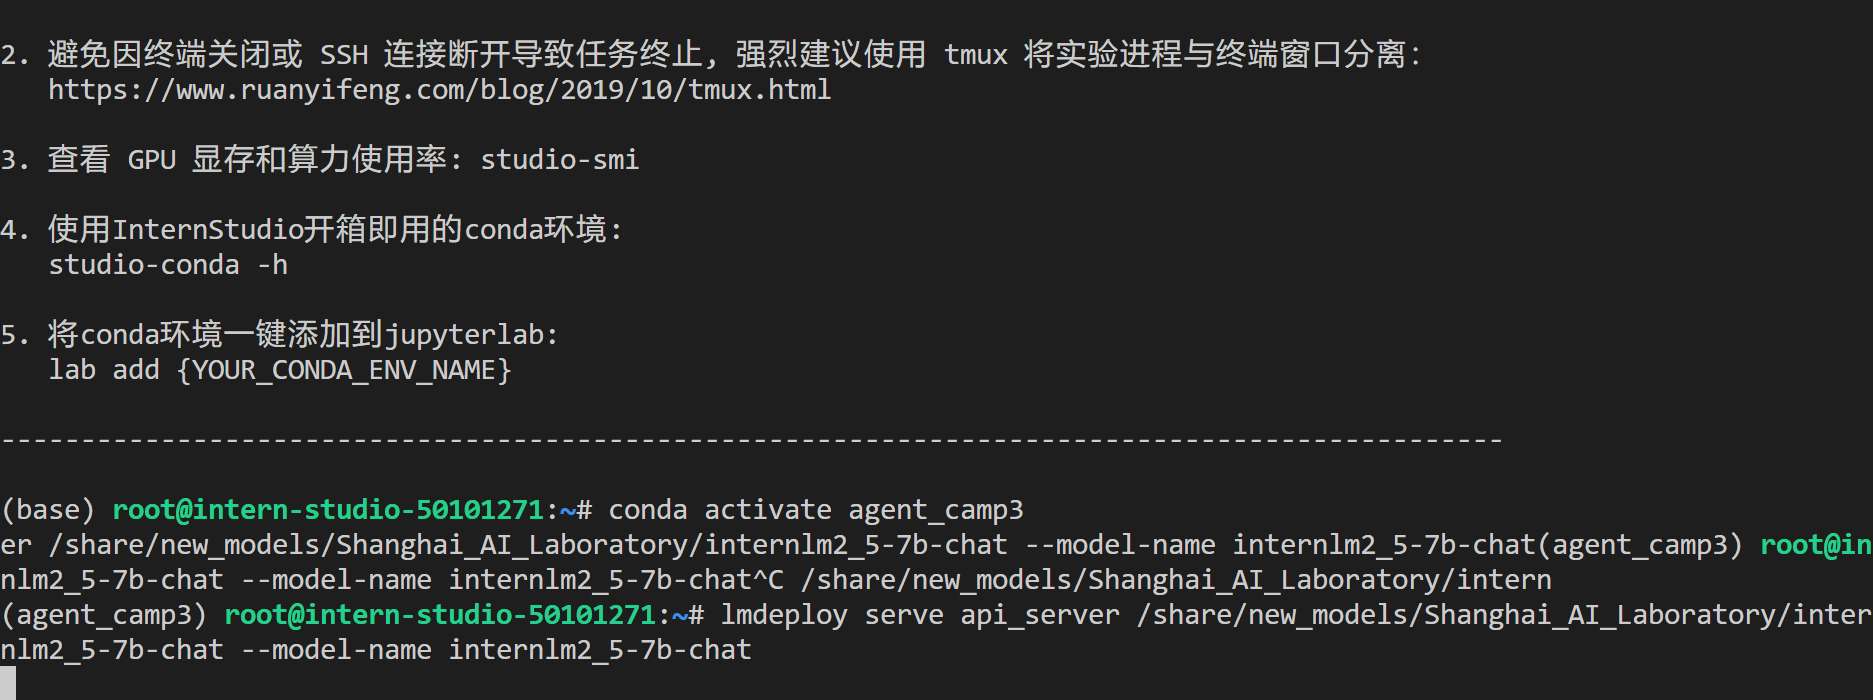 2. 避免因终端关闭或 SSH 连接断开导致任务终止，强烈建议使用 tmux 将实验进程与终端窗口分离：
https://www.ruanyifeng.com/blog/2019/10/tmux.html
3. 查看 GPU 显存和算力使用率: studio-smi
4. 使用InternStudio开箱即用的conda环境:
studio-conda -h
5. 将conda环境一键添加到jupyterlab:
lab add {YOUR_CONDA_ENV_NAME}
----------------------------------------------------------------------------------------------
(base) root@intern-studio-50101271:~# conda activate agent_camp3
er /share/new_models/Shanghai_AI_Laboratory/internlm2_5-7b-chat --model-name internlm2_5-7b-chat(agent_camp3) root@in
nlm2_5-7b-chat --model-name internlm2_5-7b-chat^C /share/new_models/Shanghai_AI_Laboratory/intern
(agent_camp3) root@intern-studio-50101271:~# lmdeploy serve api_server /share/new_models/Shanghai_AI_Laboratory/inter
nlm2_5-7b-chat --model-name internlm2_5-7b-chat